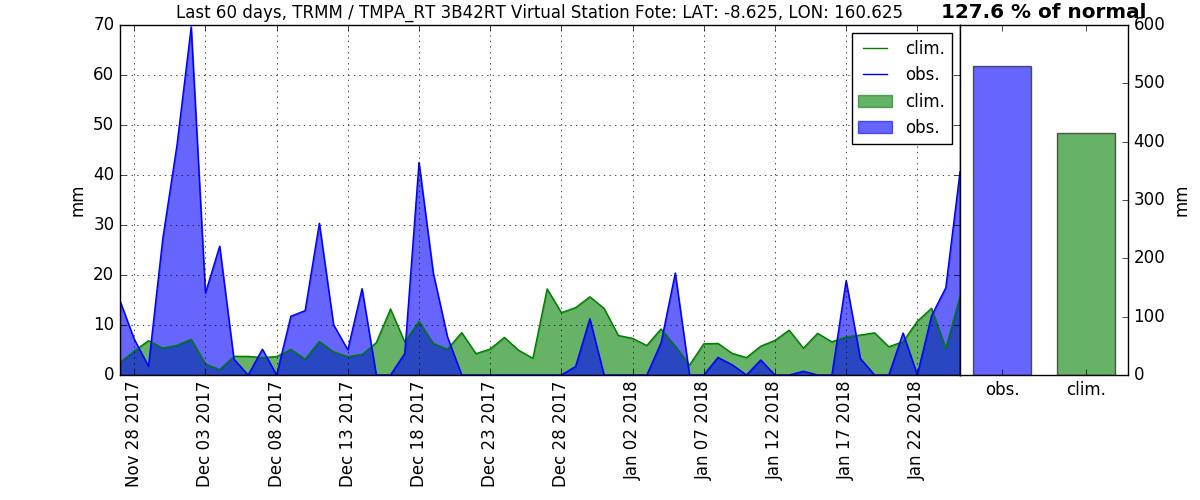 Last 60 days, TRMM / TMPA_RT 3B42RT Virtual Station Fote: LAT: -8.625, LON: 160.625
127.6 % of normal
70
60
50
40
30
20
10
0
mm
clim.
obs.
clim.
obs.
600
500
400
300
200
100
0
mm
obs.
clim.
Nov 28 2017
Dec 03 2017
Dec 08 2017
Dec 13 2017
Dec 18 2017
Dec 23 2017
Dec 28 2017
Jan 02 2018
Jan 07 2018
Jan 12 2018
Jan 17 2018
Jan 22 2018